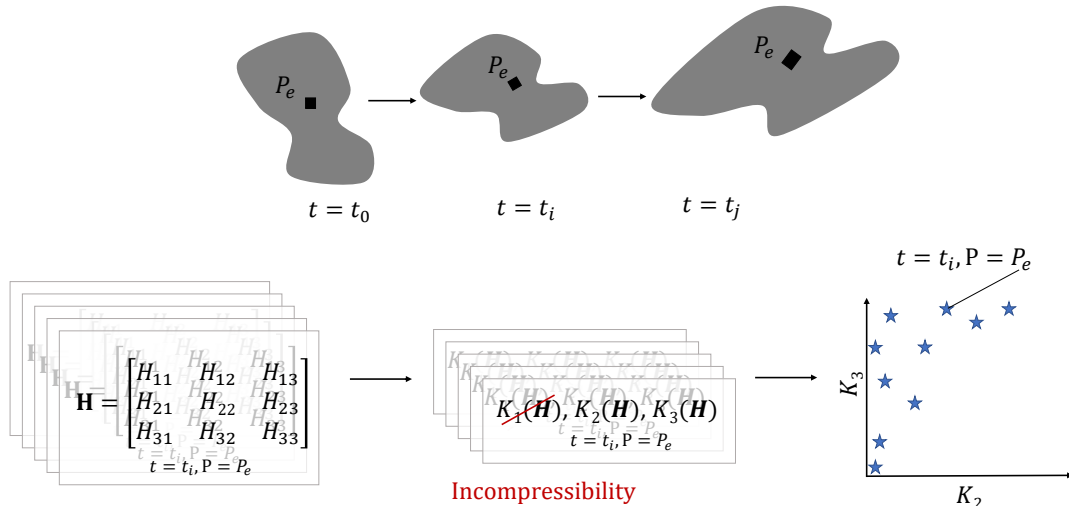 P_e
P_e
P_e
t = t_0
t = t_i
t = t_j
t = t_i, P = P_e
H = [H_11 H_12 H_13
H_21 H_22 H_23
H_31 H_32 H_33]
t = t_i, P = P_e
K_1(H), K_2(H), K_3(H)
t = t_i, P = P_e
Incompressibility
K_3
K_2